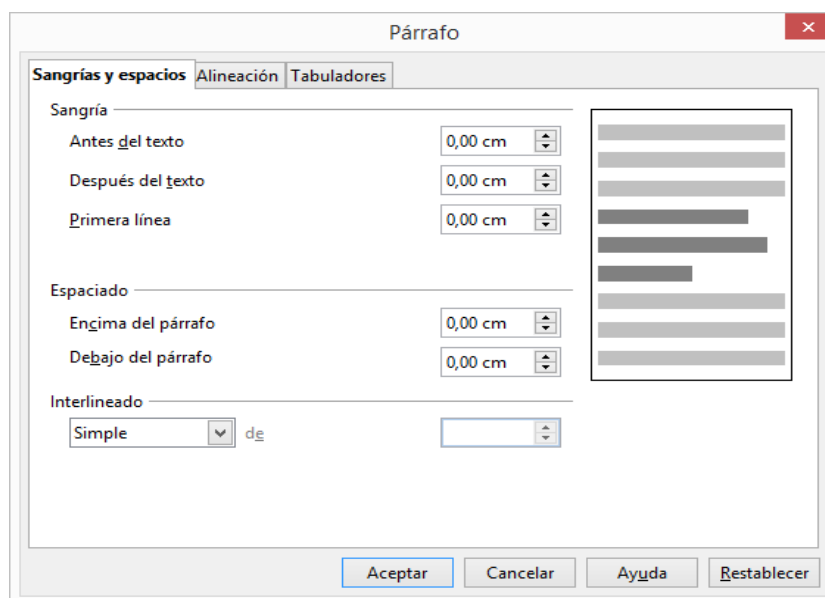 Párrafo
Sangrías y espacios Alineación Tabuladores
Sangría
Antes del texto 0,00 cm
Después del texto 0,00 cm
Primera línea 0,00 cm
Espaciado
Encima del párrafo 0,00 cm
Debajo del párrafo 0,00 cm
Interlineado
Simple de
Aceptar Cancelar Ayuda Restablecer